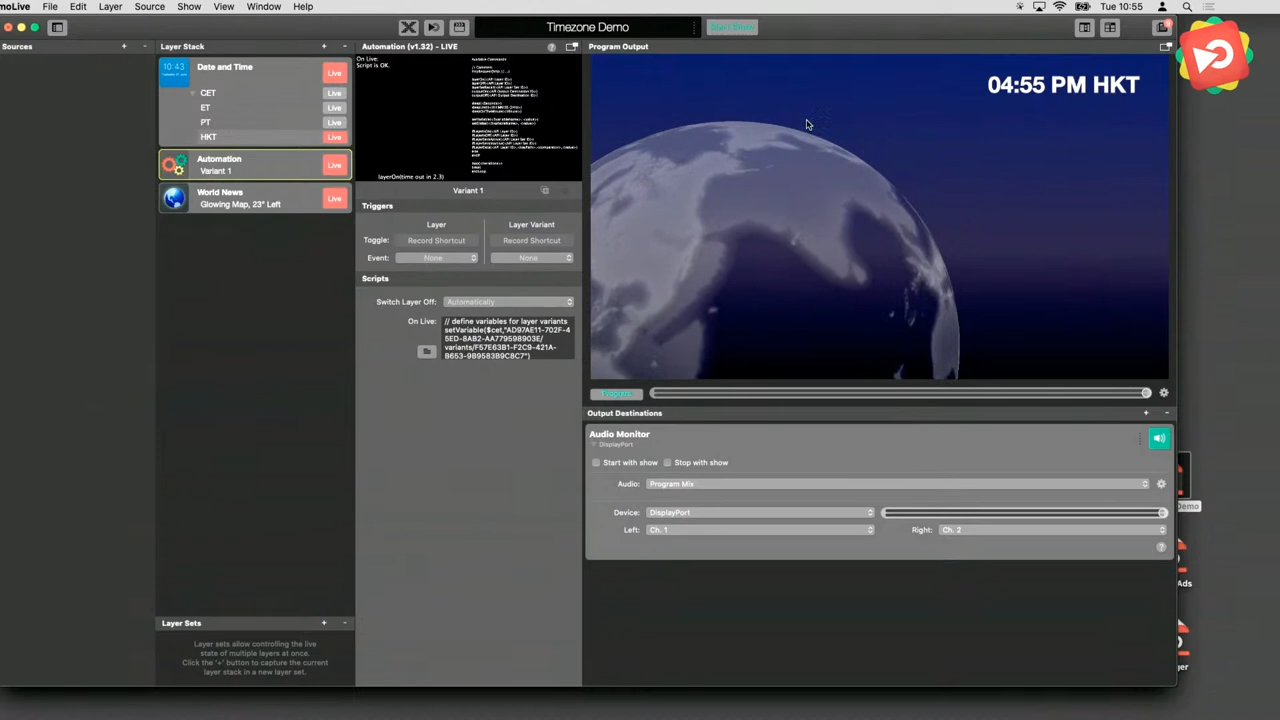 moLive File Edit Layer Source Show View Window Help Tue 10:55
Timezone Demo
Sources + -
Layer Stack + -
10:43
Date and Time Live
CET Live
ET Live
PT Live
HKT Live
Automation
Variant 1 Live
World News
Glowing Map, 23° Left Live
Layer Sets + -
Layer sets allow controlling the live
state of multiple layers at once.
Click the '+' button to capture the current
layer stack in a new layer set.
Automation (v1.32) - LIVE ?
On Live:
Script is OK.
Available Commands
layerOn(time out in 2.3)
Variant 1
Triggers
Layer Layer Variant
Toggle: Record Shortcut Record Shortcut
Event: None None
Scripts
Switch Layer Off: Automatically
On Live: // define variables for layer variants
setVariable($cet,"AD97AE11-702F-4
5ED-8AB2-AA779598903E/
variants/F57E63B1-F2C9-421A-
B653-9B9583B9C8C7")
Program Output
04:55 PM HKT
Output Destinations + -
Audio Monitor
DisplayPort
Start with show Stop with show
Audio: Program Mix
Device: DisplayPort
Left: Ch. 1 Right: Ch. 2
?
Demo
Ads
ger